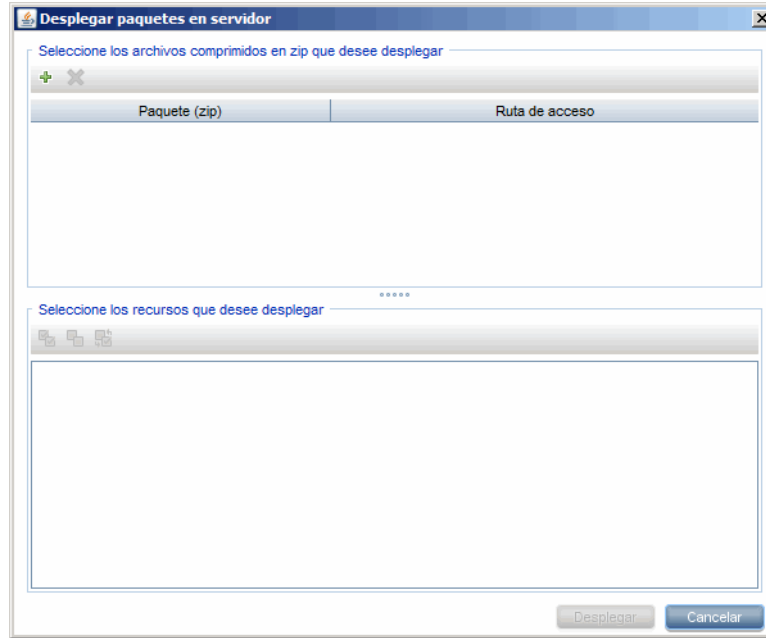 Desplegar paquetes en servidor
Seleccione los archivos comprimidos en zip que desee desplegar
Paquete (zip) Ruta de acceso
Seleccione los recursos que desee desplegar
Desplegar Cancelar